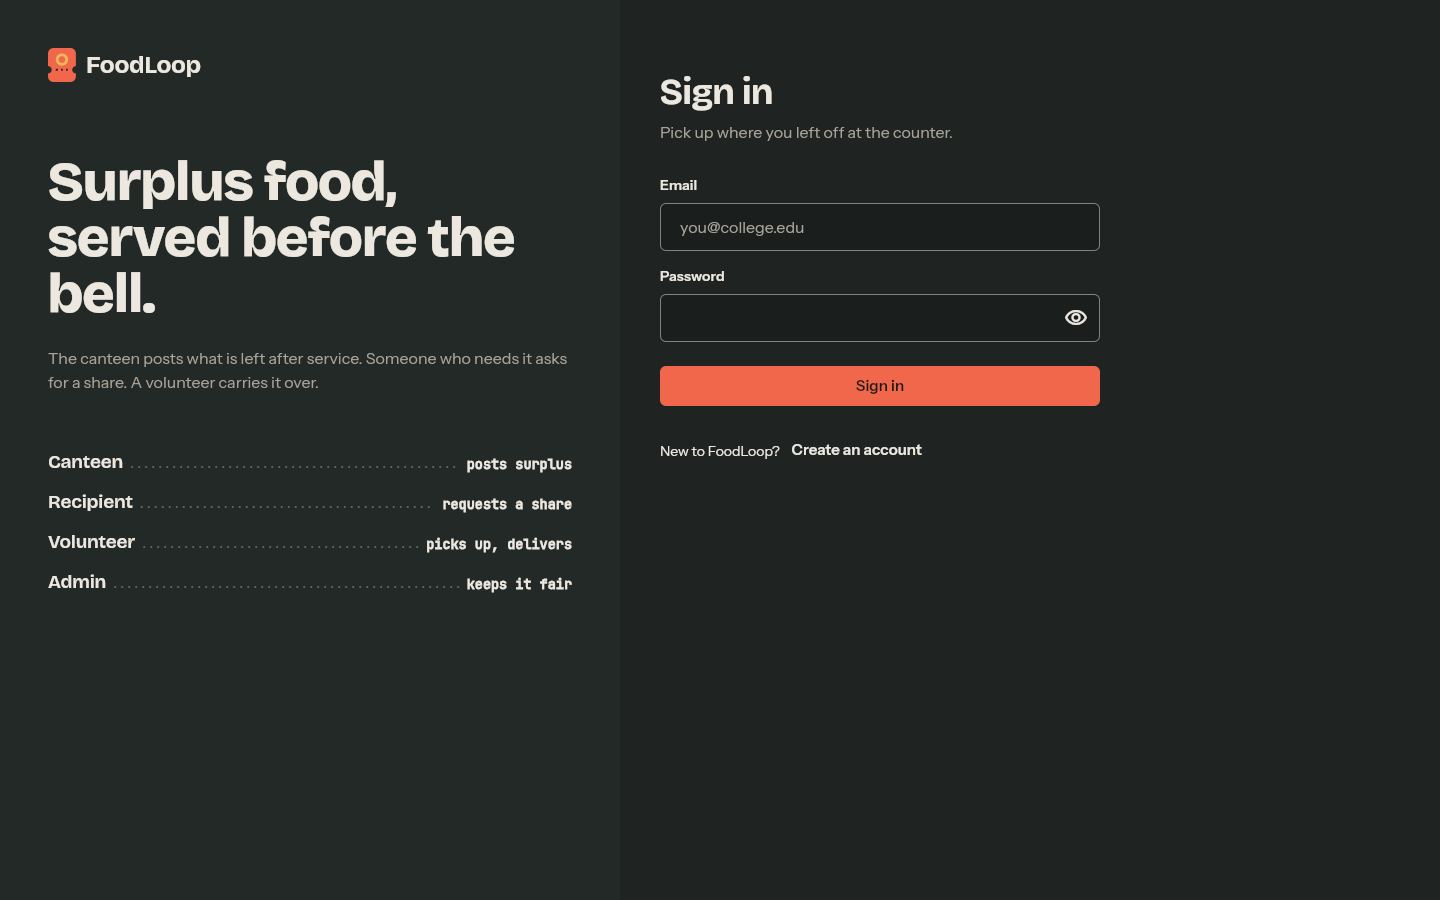 FoodLoop
Surplus food,
served before the
bell.
The canteen posts what is left after service. Someone who needs it asks
for a share. A volunteer carries it over.
Canteen posts surplus
Recipient requests a share
Volunteer picks up, delivers
Admin keeps it fair
Sign in
Pick up where you left off at the counter.
Email
you@college.edu
Password
Sign in
New to FoodLoop? Create an account